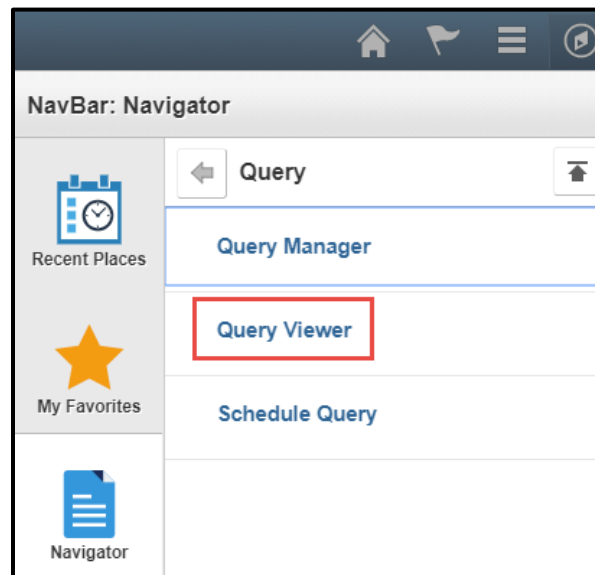 NavBar: Navigator
Recent Places
My Favorites
Navigator
Query
Query Manager
Query Viewer
Schedule Query